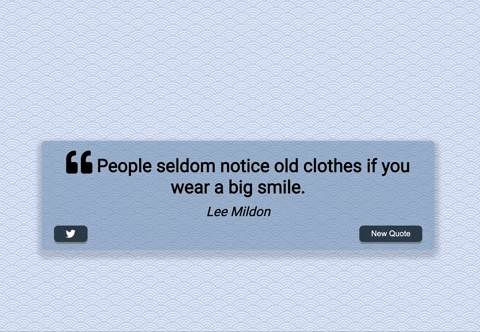 People seldom notice old clothes if you
wear a big smile.
Lee Mildon
New Quote